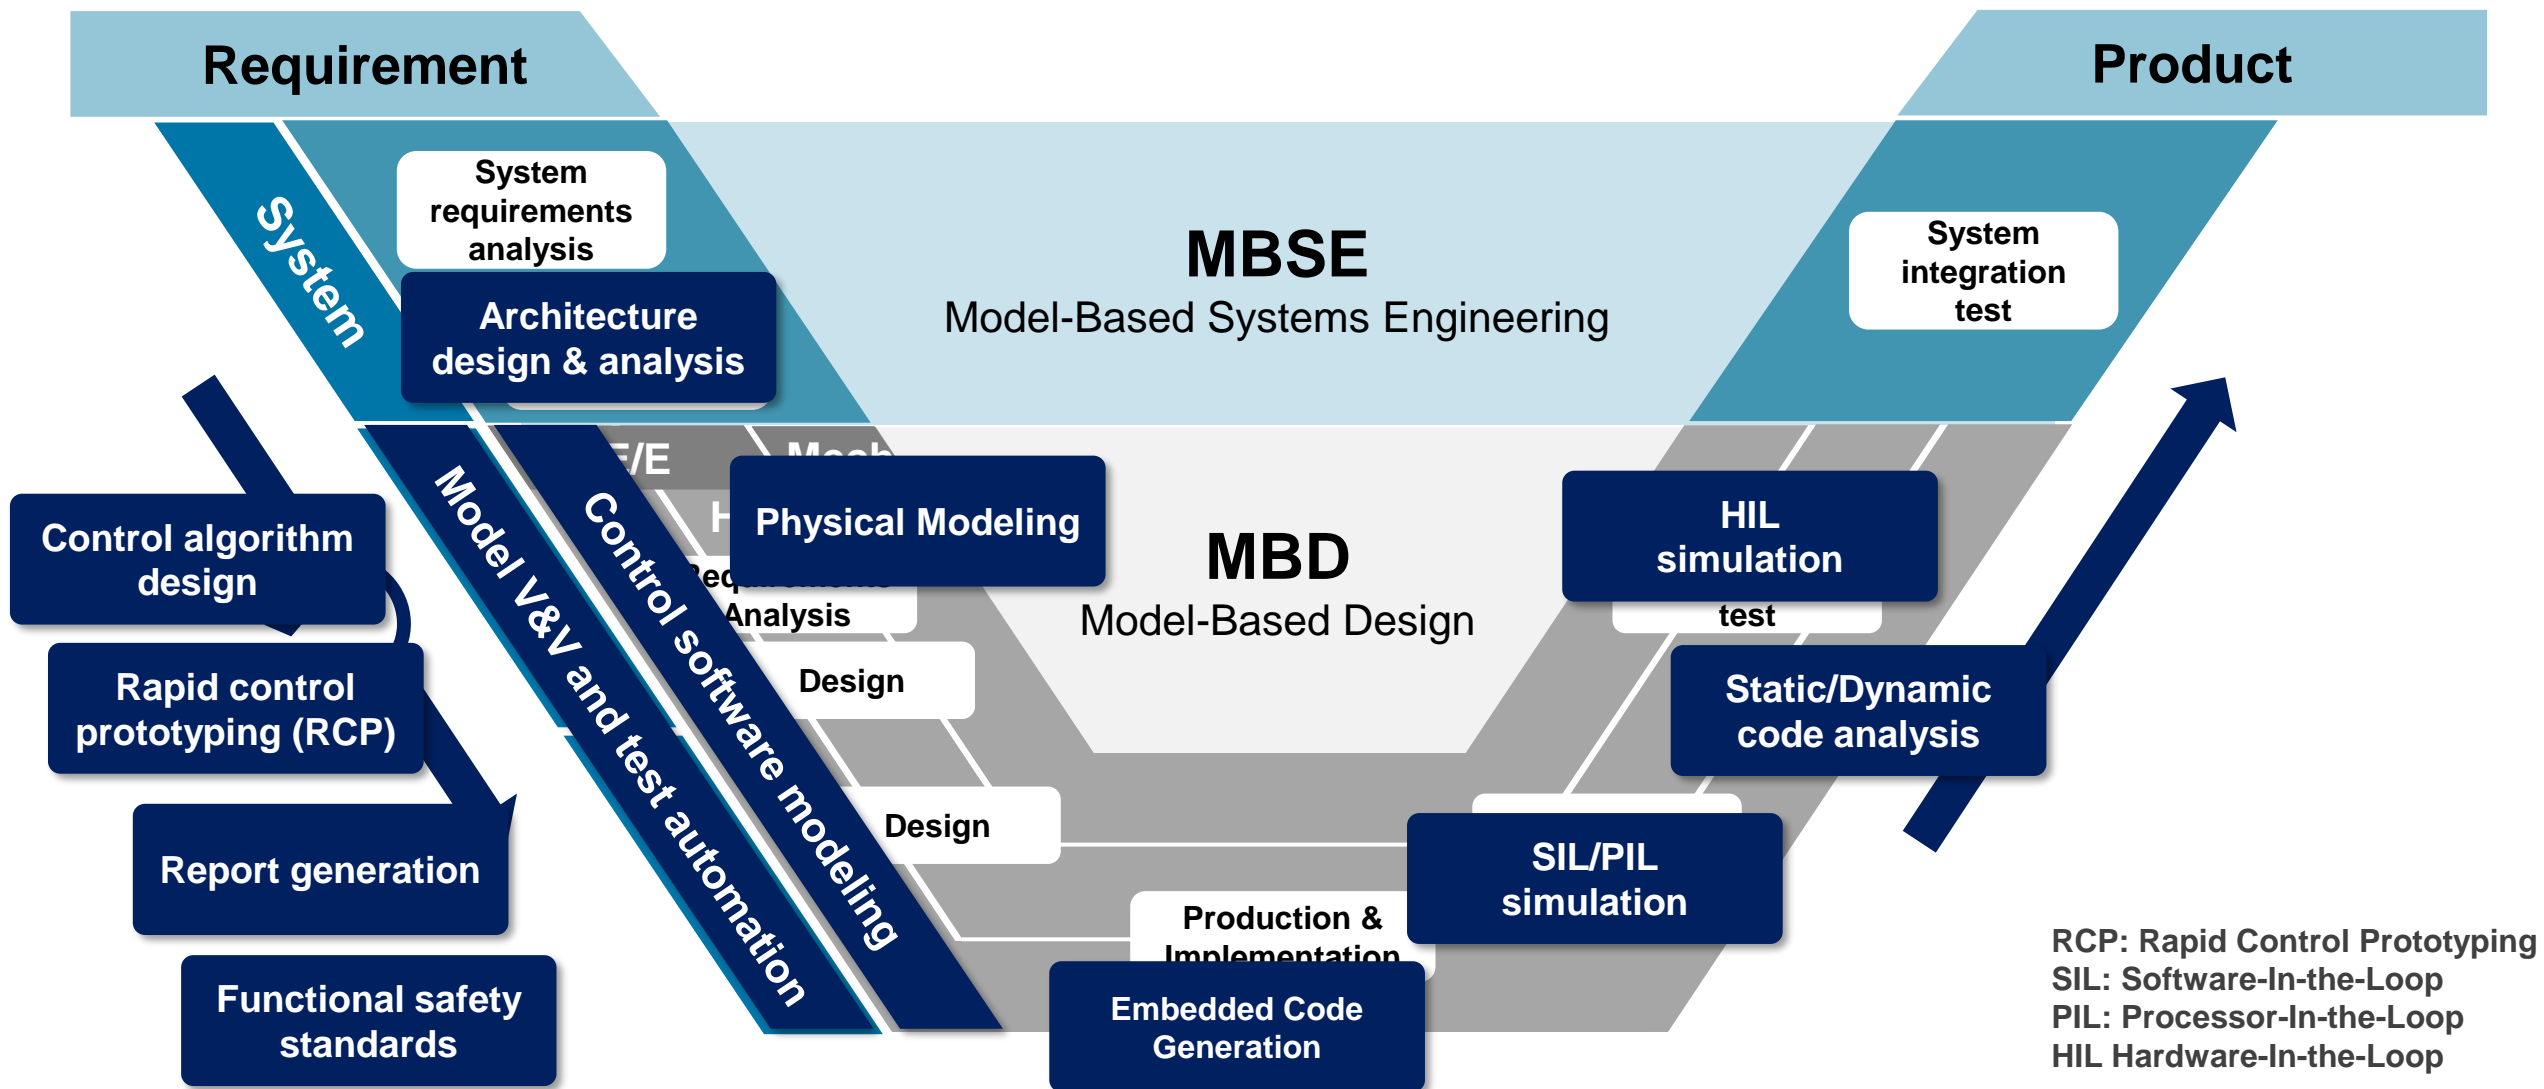 Requirement
Product
System
requirements
analysis
System
Architecture
design & analysis
MBSE
Model-Based Systems Engineering
System
integration
test
E/E
Physical Modeling
Analysis
Design
Design
Model V&V and test automation
Control software modeling
MBD
Model-Based Design
HIL
simulation
test
Control algorithm
design
Rapid control
prototyping (RCP)
Report generation
Functional safety
standards
Static/Dynamic
code analysis
SIL/PIL
simulation
Production &
Implementation
Embedded Code
Generation
RCP: Rapid Control Prototyping
SIL: Software-In-the-Loop
PIL: Processor-In-the-Loop
HIL Hardware-In-the-Loop